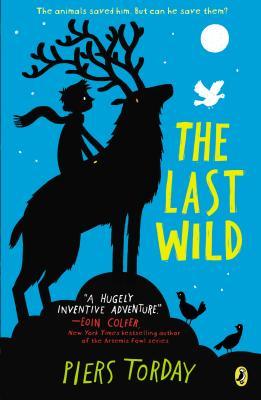 The animals saved him. But can he save them?
THE
LAST
WILD
"A HUGELY
INVENTIVE ADVENTURE."
—EOIN COLFER,
New York Times bestselling author
of the Artemis Fowl series
PIERS TORDAY